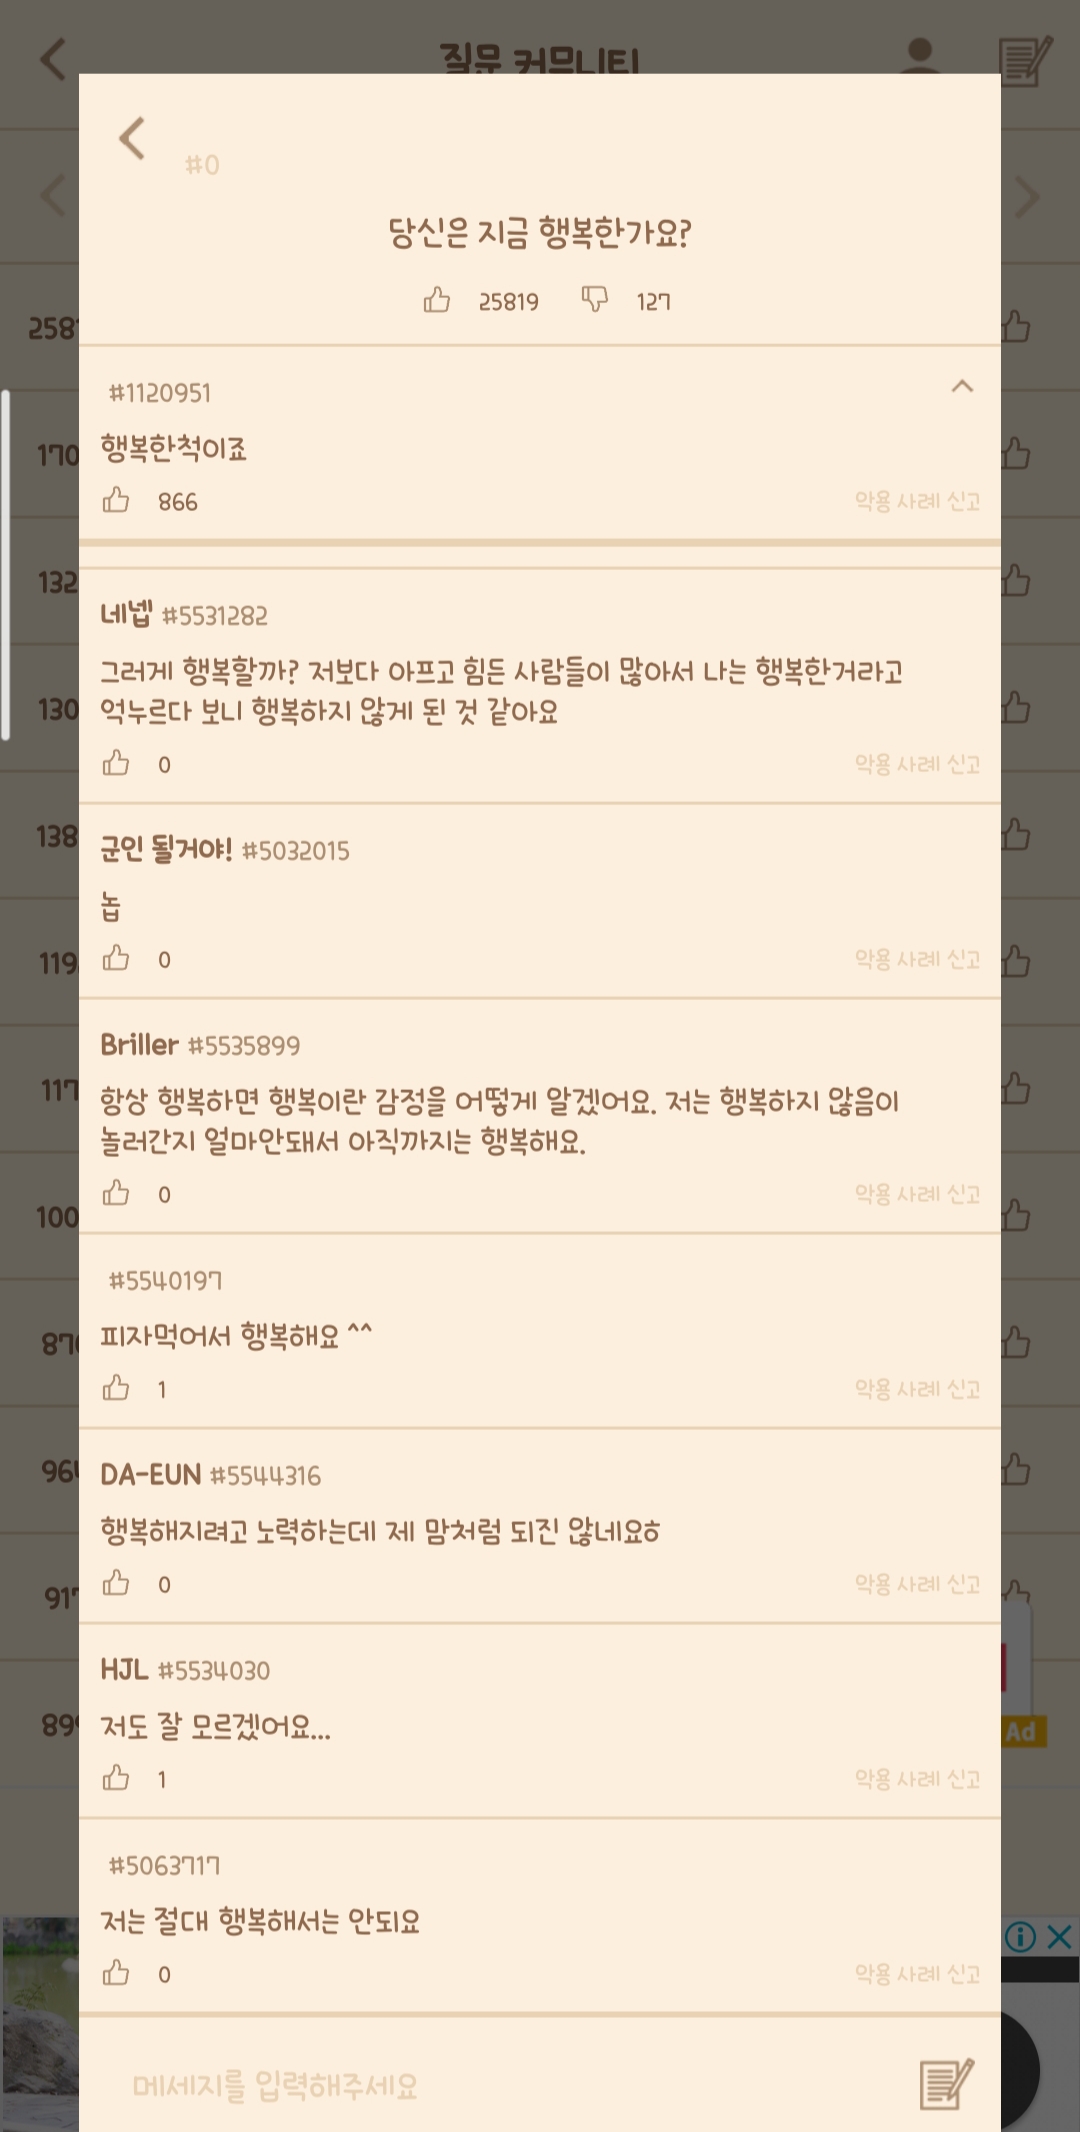 질문 커뮤니티
#0
당신은 지금 행복한가요?
25819 127
#1120951
행복한척이죠
866 악용 사례 신고
네넵 #5531282
그러게 행복할까? 저보다 아프고 힘든 사람들이 많아서 나는 행복한거라고
억누르다 보니 행복하지 않게 된 것 같아요
0 악용 사례 신고
군인 될거야! #5032015
놉
0 악용 사례 신고
Briller #5535899
항상 행복하면 행복이란 감정을 어떻게 알겠어요. 저는 행복하지 않음이
놀러간지 얼마안돼서 아직까지는 행복해요.
0 악용 사례 신고
#5540197
피자먹어서 행복해요 ^^
1 악용 사례 신고
DA-EUN #5544316
행복해지려고 노력하는데 제 맘처럼 되진 않네요ㅎ
0 악용 사례 신고
HJL #5534030
저도 잘 모르겠어요...
1 악용 사례 신고
#5063717
저는 절대 행복해서는 안되요
0 악용 사례 신고
메세지를 입력해주세요
Ad